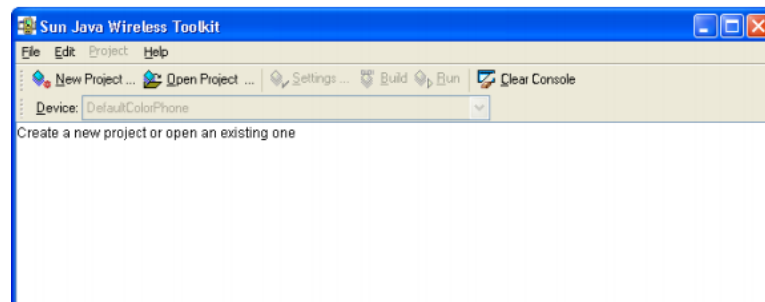 Sun Java Wireless Toolkit
File Edit Project Help
New Project ... Open Project ... Settings ... Build Run Clear Console
Device: DefaultColorPhone
Create a new project or open an existing one